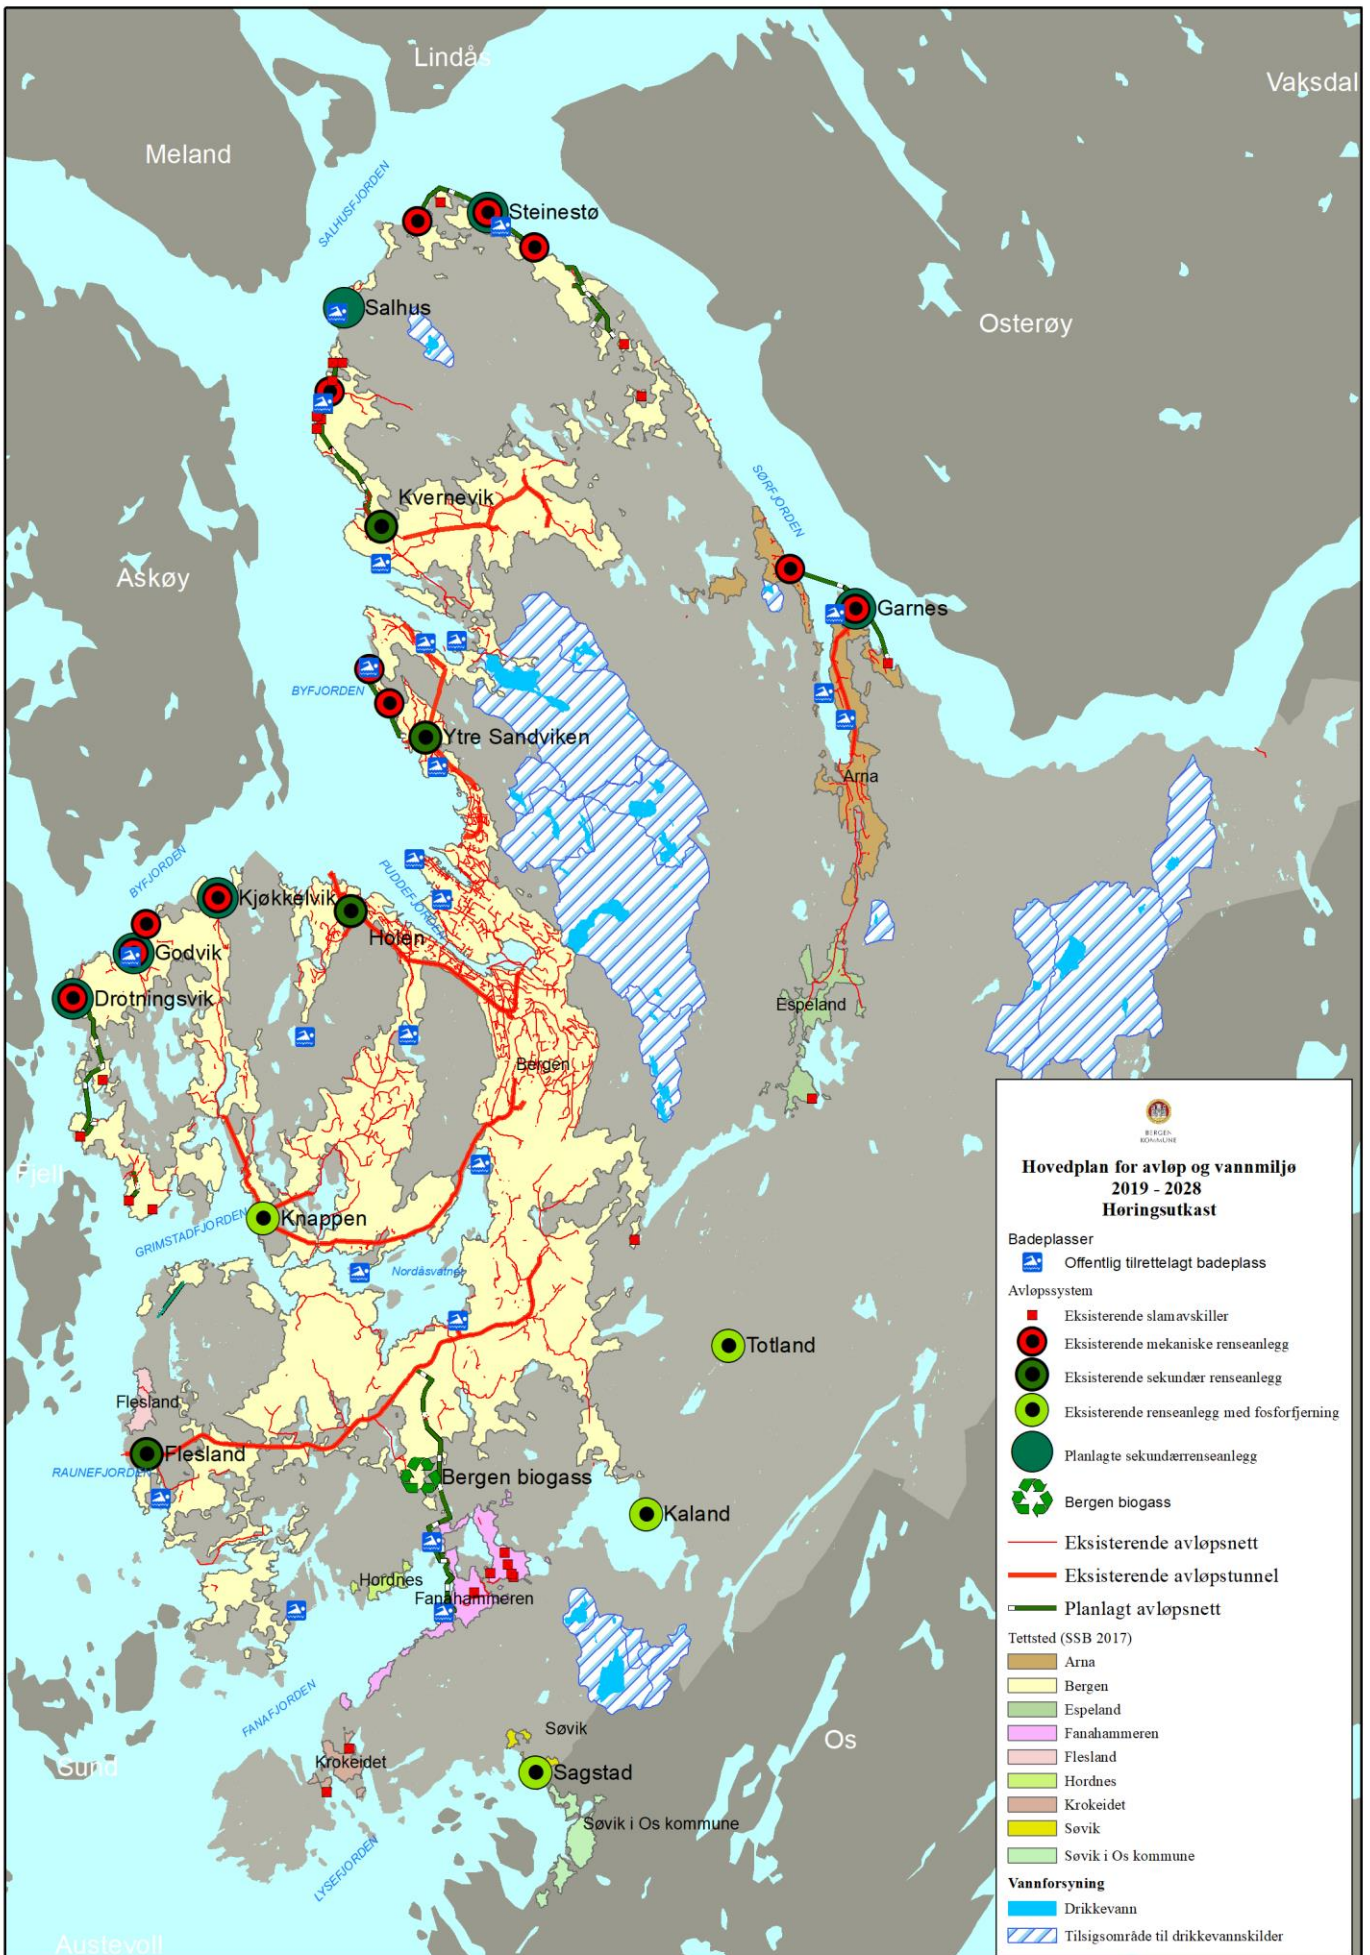 Lindås
Vaksdal
Meland
SALHUSFJORDEN
Steinestø
Salhus
Osterøy
Kvernevik
SØRFJORDEN
Askøy
Garnes
BYFJORDEN
Ytre Sandviken
Arna
BYFJORDEN
PUDDEFJORDEN
Kjøkkelvik
Holen
Godvik
Drotningsvik
Espeland
Bergen
Fjell
GRIMSTADFJORDEN
Knappen
Nordåsvatnet
Totland
Flesland
Flesland
RAUNEFJORDEN
Bergen biogass
Kaland
Hordnes
Fanahammeren
FANAFJORDEN
Søvik
Os
Sund
Krokeidet
Sagstad
Søvik i Os kommune
LYSEFJORDEN
Austevoll
BERGEN
KOMMUNE
Hovedplan for avløp og vannmiljø
2019 - 2028
Høringsutkast
Badeplasser
Offentlig tilrettelagt badeplass
Avløpssystem
Eksisterende slamavskiller
Eksisterende mekaniske renseanlegg
Eksisterende sekundær renseanlegg
Eksisterende renseanlegg med fosforfjerning
Planlagte sekundærrenseanlegg
Bergen biogass
Eksisterende avløpsnett
Eksisterende avløpstunnel
Planlagt avløpsnett
Tettsted (SSB 2017)
Arna
Bergen
Espeland
Fanahammeren
Flesland
Hordnes
Krokeidet
Søvik
Søvik i Os kommune
Vannforsyning
Drikkevann
Tilsigsområde til drikkevannskilder